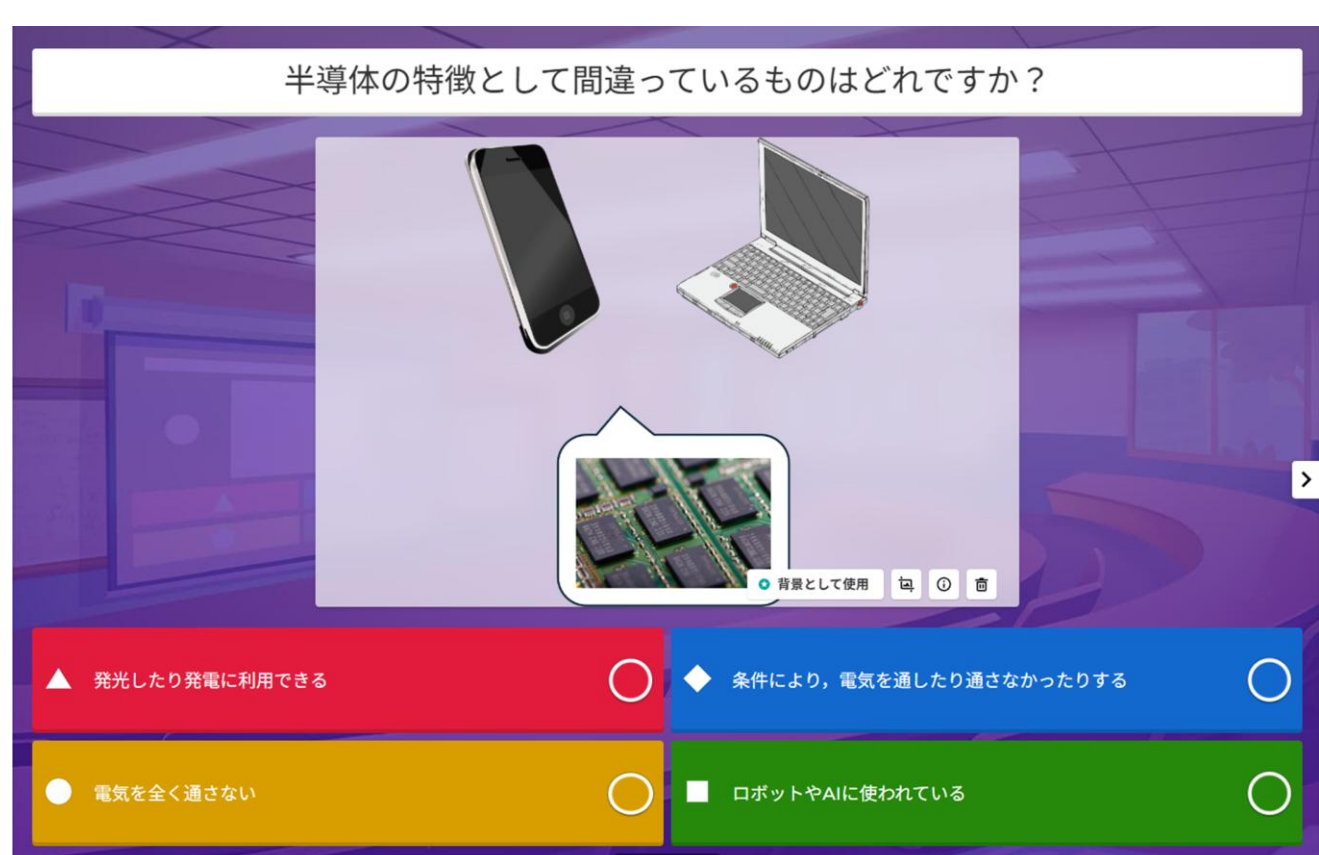 半導体の特徴として間違っているものはどれですか？
背景として使用
発光したり発電に利用できる
条件により，電気を通したり通さなかったりする
電気を全く通さない
ロボットやAIに使われている